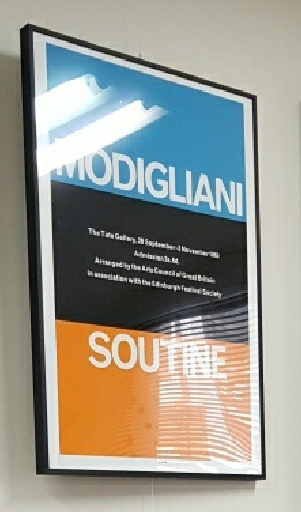 MODIGLIANI
The Tate Gallery, 28 September-3 November 1963
Admission 3s.6d.
Arranged by the Arts Council of Great Britain
in association with the Edinburgh Festival Society
SOUTINE